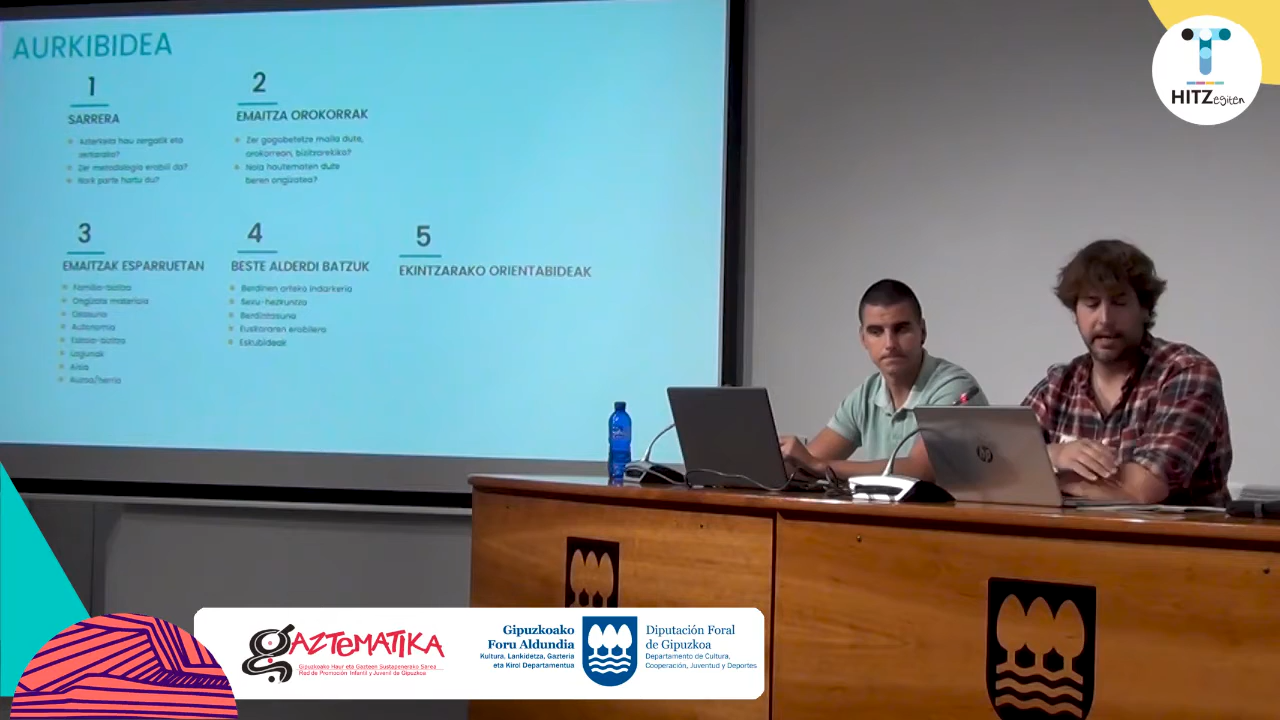 AURKIBIDEA
1
SARRERA
Azterketa hau zergatik eta
zertarako?
Zer metodologia erabili da?
Nork parte hartu du?
2
EMAITZA OROKORRAK
Zer gogobetetze maila dute,
orokorrean, bizitzarekiko?
Nola hautematen dute
beren ongizatea?
3
EMAITZAK ESPARRUETAN
Familia-bizitza
Ongizate materiala
Osasuna
Autonomia
Eskola-bizitza
Lagunak
Aisia
Auzoa/herria
4
BESTE ALDERDI BATZUK
Berdinen arteko indarkeria
Sexu-hezkuntza
Berdintasuna
Euskararen erabilera
Eskubideak
5
EKINTZARAKO ORIENTABIDEAK
HITZegiten
hp
gAZTEMATIKA
Gipuzkoako Haur eta Gazteen Sustapenerako Sarea
Red de Promoción Infantil y Juvenil de Gipuzkoa
Gipuzkoako
Foru Aldundia
Kultura, Lankidetza, Gazteria
eta Kirol Departamentua
Diputación Foral
de Gipuzkoa
Departamento de Cultura,
Cooperación, Juventud y Deportes